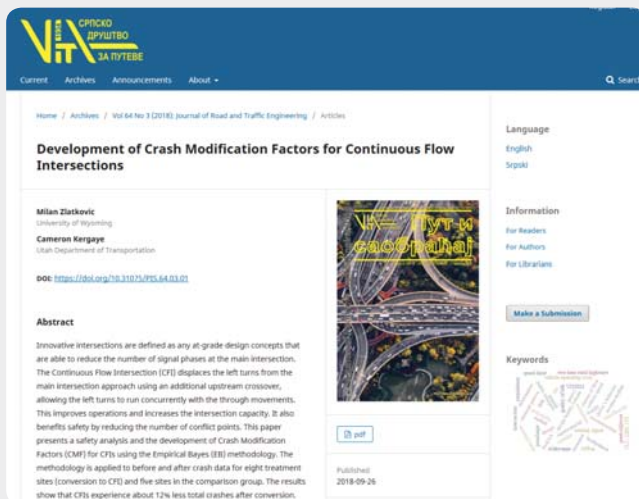 СРПСКО
ДРУШТВО
ЗА ПУТЕВЕ
Current Archives Announcements About
Search
Home / Archives / Vol 64 No 3 (2018): Journal of Road and Traffic Engineering / Articles
Development of Crash Modification Factors for Continuous Flow
Intersections
Milan Zlatkovic
University of Wyoming
Cameron Kergaye
Utah Department of Transportation
DOI: https://doi.org/10.31075/PIS.64.03.01
Abstract
Innovative intersections are defined as any at-grade design concepts that
are able to reduce the number of signal phases at the main intersection.
The Continuous Flow Intersection (CFI) displaces the left turns from the
main intersection approach using an additional upstream crossover,
allowing the left turns to run concurrently with the through movements.
This improves operations and increases the intersection capacity. It also
benefits safety by reducing the number of conflict points. This paper
presents a safety analysis and the development of Crash Modification
Factors (CMF) for CFIs using the Empirical Bayes (EB) methodology. The
methodology is applied to before and after crash data for eight treatment
sites (conversion to CFI) and five sites in the comparison group. The results
show that CFIs experience about 12% less total crashes after conversion.
Пут и
саобраћај
pdf
Published
2018-09-26
Language
English
Srpski
Information
For Readers
For Authors
For Librarians
Make a Submission
Keywords